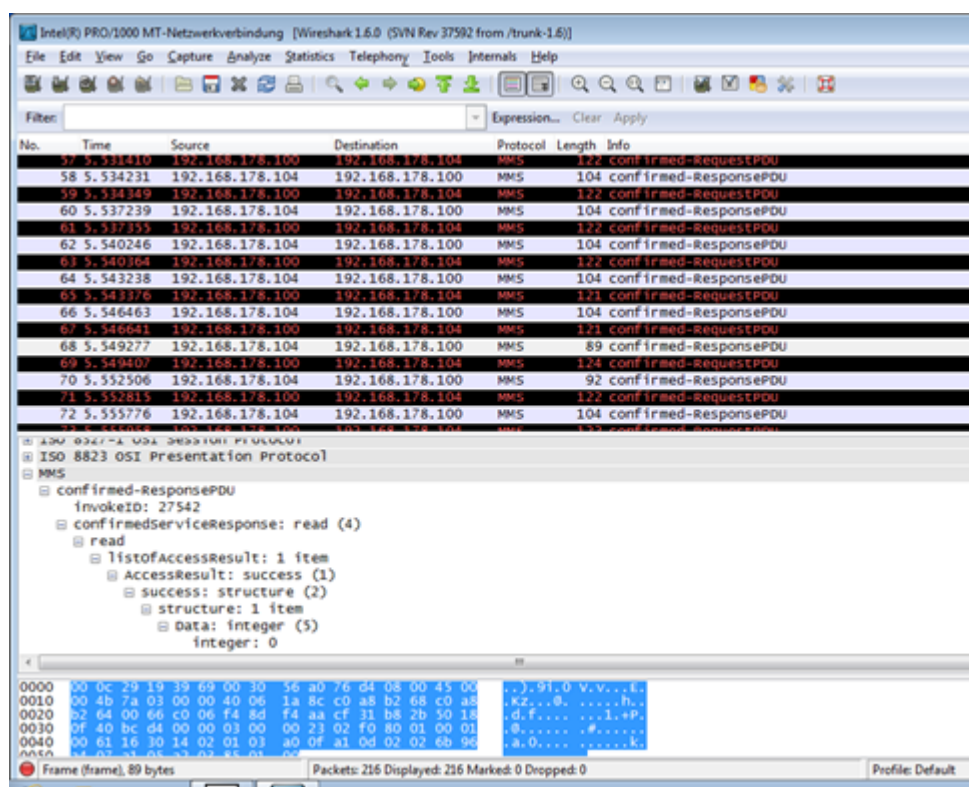 Intel(R) PRO/1000 MT-Netzwerkverbindung [Wireshark 1.6.0 (SVN Rev 37592 from /trunk-1.6)]
File Edit View Go Capture Analyze Statistics Telephony Tools Internals Help
Filter: Expression... Clear Apply
No. Time Source Destination Protocol Length Info
57 5.531410 192.168.178.100 192.168.178.104 MMS 122 confirmed-RequestPDU
58 5.534231 192.168.178.104 192.168.178.100 MMS 104 confirmed-ResponsePDU
59 5.534349 192.168.178.100 192.168.178.104 MMS 122 confirmed-RequestPDU
60 5.537239 192.168.178.104 192.168.178.100 MMS 104 confirmed-ResponsePDU
61 5.537355 192.168.178.100 192.168.178.104 MMS 122 confirmed-RequestPDU
62 5.540246 192.168.178.104 192.168.178.100 MMS 104 confirmed-ResponsePDU
63 5.540364 192.168.178.100 192.168.178.104 MMS 122 confirmed-RequestPDU
64 5.543238 192.168.178.104 192.168.178.100 MMS 104 confirmed-ResponsePDU
65 5.543376 192.168.178.100 192.168.178.104 MMS 121 confirmed-RequestPDU
66 5.546463 192.168.178.104 192.168.178.100 MMS 104 confirmed-ResponsePDU
67 5.546641 192.168.178.100 192.168.178.104 MMS 121 confirmed-RequestPDU
68 5.549277 192.168.178.104 192.168.178.100 MMS 89 confirmed-ResponsePDU
69 5.549407 192.168.178.100 192.168.178.104 MMS 124 confirmed-RequestPDU
70 5.552506 192.168.178.104 192.168.178.100 MMS 92 confirmed-ResponsePDU
71 5.552815 192.168.178.100 192.168.178.104 MMS 122 confirmed-RequestPDU
72 5.555776 192.168.178.104 192.168.178.100 MMS 104 confirmed-ResponsePDU
ISO 8327-1 OSI Session Protocol
ISO 8823 OSI Presentation Protocol
MMS
confirmed-ResponsePDU
invokeID: 27542
confirmedServiceResponse: read (4)
read
listOfAccessResult: 1 item
AccessResult: success (1)
success: structure (2)
structure: 1 item
Data: integer (5)
integer: 0
0000 00 0c 29 19 39 69 00 30 56 a0 76 d4 08 00 45 00 ..).9i.0 V.v...E.
0010 00 4b 7a 03 00 00 40 06 1a 8c c0 a8 b2 68 c0 a8 .Kz...@. .....h..
0020 b2 64 00 66 c0 06 f4 8d f4 aa cf 31 b8 2b 50 18 .d.f.... ...1.+P.
0030 0f 40 bc d4 00 00 03 00 00 23 02 f0 80 01 00 01 .@...... .#......
0040 00 61 16 30 14 02 01 03 a0 0f a1 0d 02 02 6b 96 .a.0.... ......k.
Frame (frame), 89 bytes Packets: 216 Displayed: 216 Marked: 0 Dropped: 0 Profile: Default